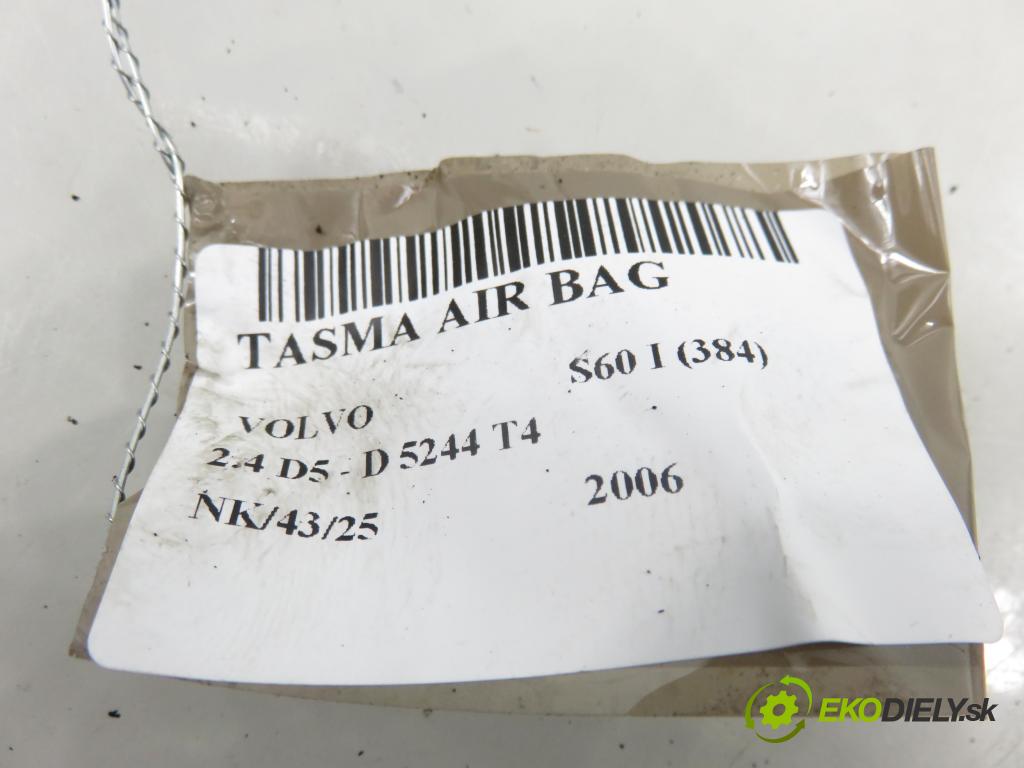 TASMA AIR BAG
VOLVO S60 I (384)
2.4 D5 - D 5244 T4
NK/43/25 2006
EKODIELY.sk